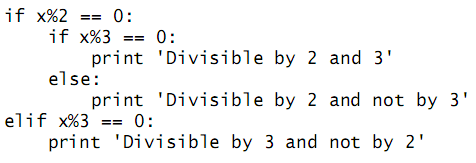 if x%2 == 0:
    if x%3 == 0:
        print 'Divisible by 2 and 3'
    else:
        print 'Divisible by 2 and not by 3'
elif x%3 == 0:
    print 'Divisible by 3 and not by 2'